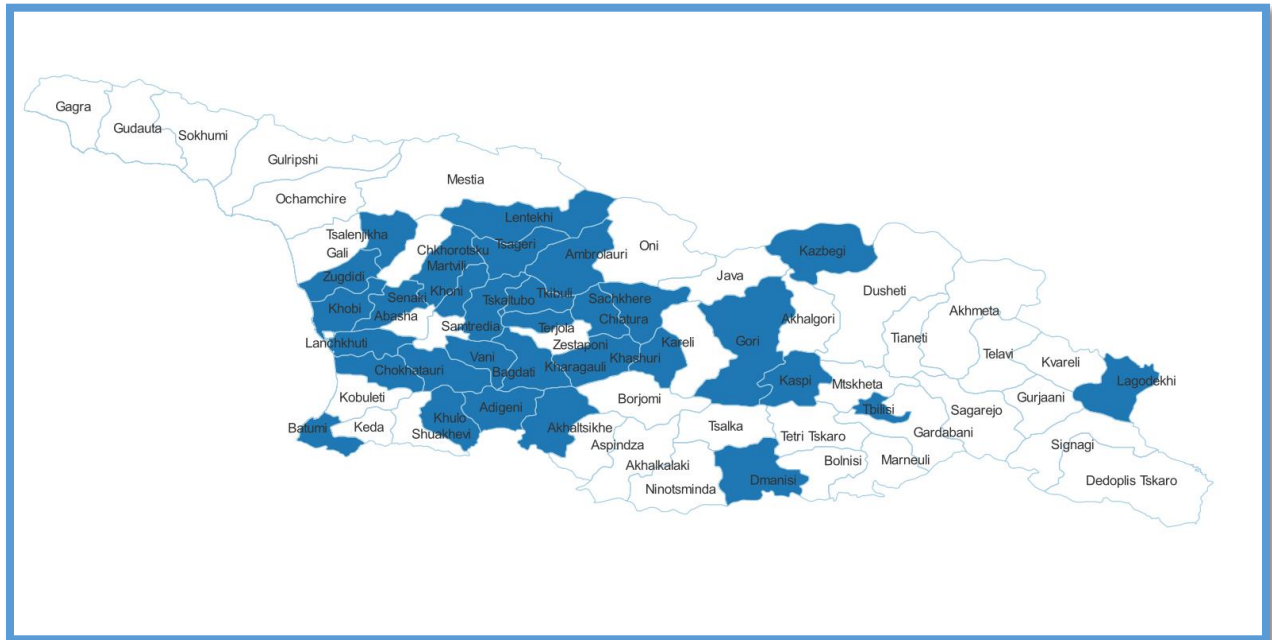 Gagra
Gudauta
Sokhumi
Gulripshi
Mestia
Ochamchire
Lentekhi
Tsalenjikha
Gali
Chkhorotsku
Tsageri
Ambrolauri
Oni
Kazbegi
Martvili
Zugdidi
Java
Dusheti
Senaki
Khoni
Tskaltubo
Tkibuli
Sachkhere
Khobi
Abasha
Chiatura
Akhalgori
Akhmeta
Samtredia
Terjola
Tianeti
Lanchkhuti
Zestaponi
Kareli
Gori
Telavi
Kvareli
Vani
Khashuri
Chokhatauri
Bagdati
Kharagauli
Kaspi
Mtskheta
Lagodekhi
Kobuleti
Borjomi
Gurjaani
Adigeni
Tbilisi
Sagarejo
Khulo
Batumi
Keda
Shuakhevi
Akhaltsikhe
Tsalka
Tetri Tskaro
Gardabani
Aspindza
Signagi
Akhalkalaki
Bolnisi
Marneuli
Ninotsminda
Dmanisi
Dedoplis Tskaro